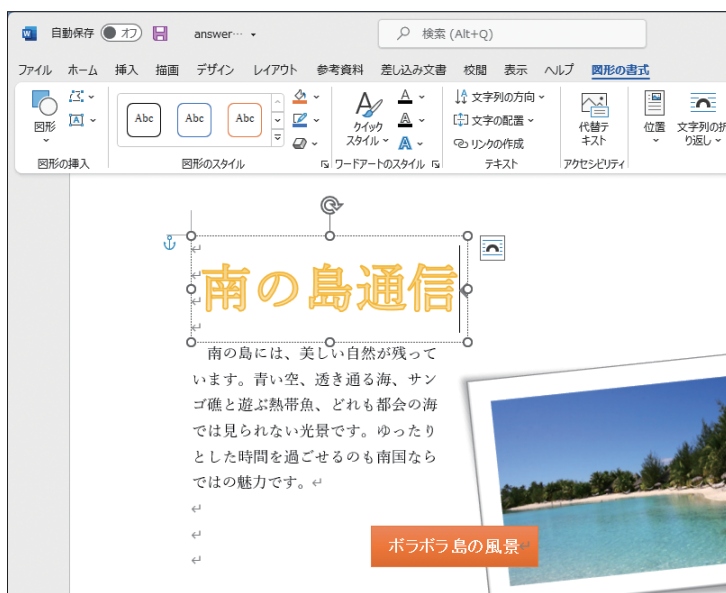 自動保存 オフ answer… 検索 (Alt+Q)
ファイル ホーム 挿入 描画 デザイン レイアウト 参考資料 差し込み文書 校閲 表示 ヘルプ 図形の書式
図形
Abc Abc Abc
クイック
スタイル
文字列の方向
文字の配置
リンクの作成
代替テ
キスト
位置
文字列の折
り返し
図形の挿入 図形のスタイル ワードアートのスタイル テキスト アクセシビリティ
南の島通信
南の島には、美しい自然が残って
います。青い空、透き通る海、サン
ゴ礁と遊ぶ熱帯魚、どれも都会の海
では見られない光景です。ゆったり
とした時間を過ごせるのも南国なら
ではの魅力です。
ボラボラ島の風景